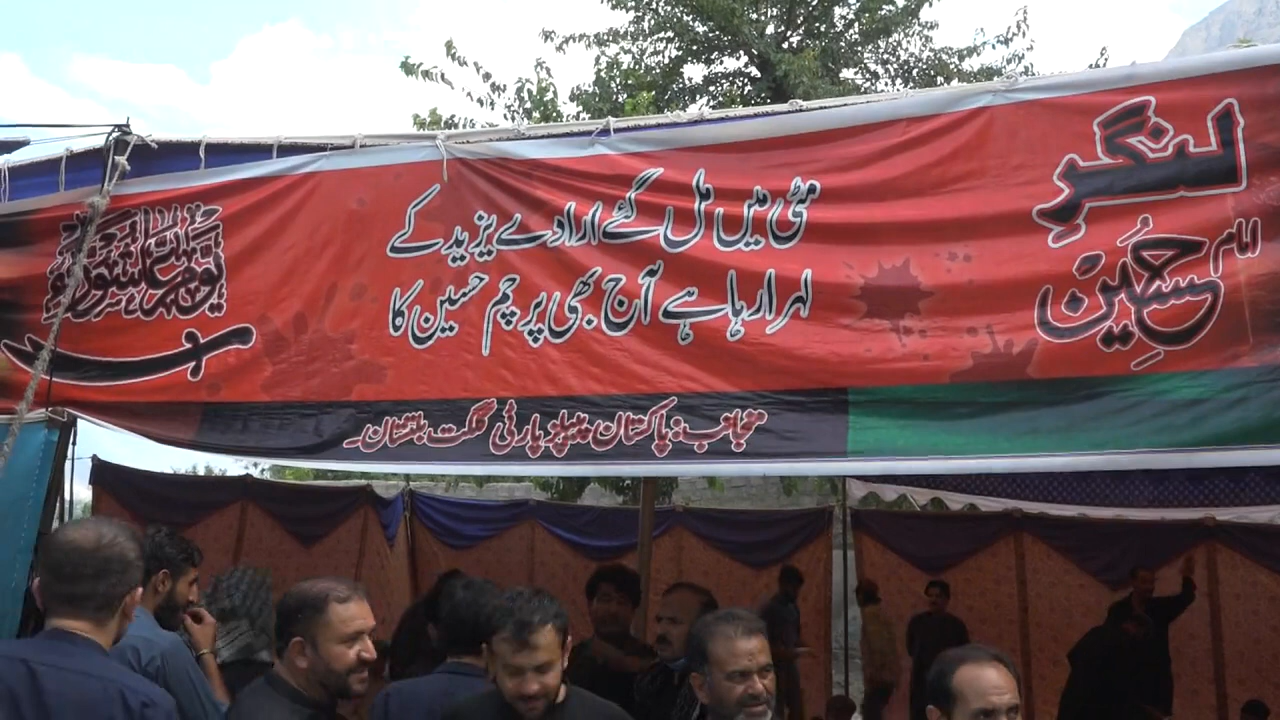 لنگرِ
امام
حسینؑ
مٹی میں مل گئے ارادے یزید کے
لہرا رہا ہے آج بھی پرچم حسین کا
یوم عاشورہ
منجانب: پاکستان پیپلز پارٹی گلگت بلتستان۔